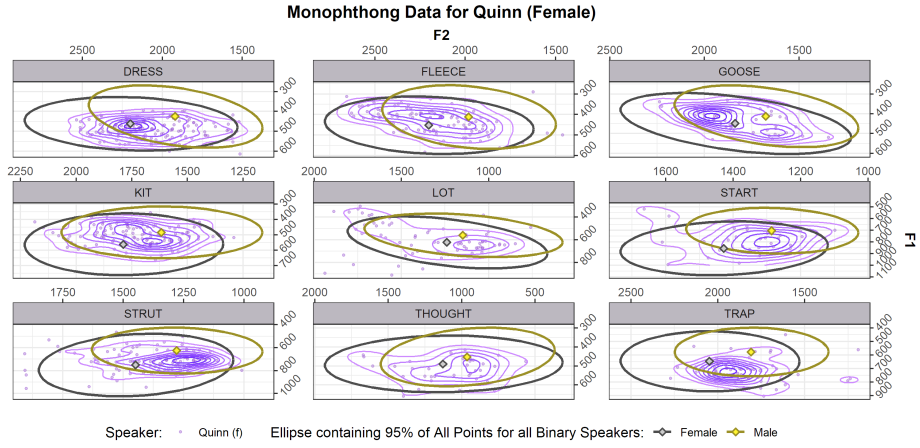 Monophthong Data for Quinn (Female)
F2
2500 2000 1500 2500 2000 1500 2000 1500
DRESS FLEECE GOOSE
300 400 500 600 300 400 500 600 300 400 500 600
2250 2000 1750 1500 1250 2000 1500 1000 1600 1400 1200 1000
KIT LOT START
300 400 500 600 700 400 600 800 500 600 700 800 900 1000 1100
F1
1750 1500 1250 1000 2000 1500 1000 500 2500 2000 1500
STRUT THOUGHT TRAP
400 600 800 1000 300 400 500 600 400 500 600 700 800 900
Speaker: Quinn (f) Ellipse containing 95% of All Points for all Binary Speakers: Female Male